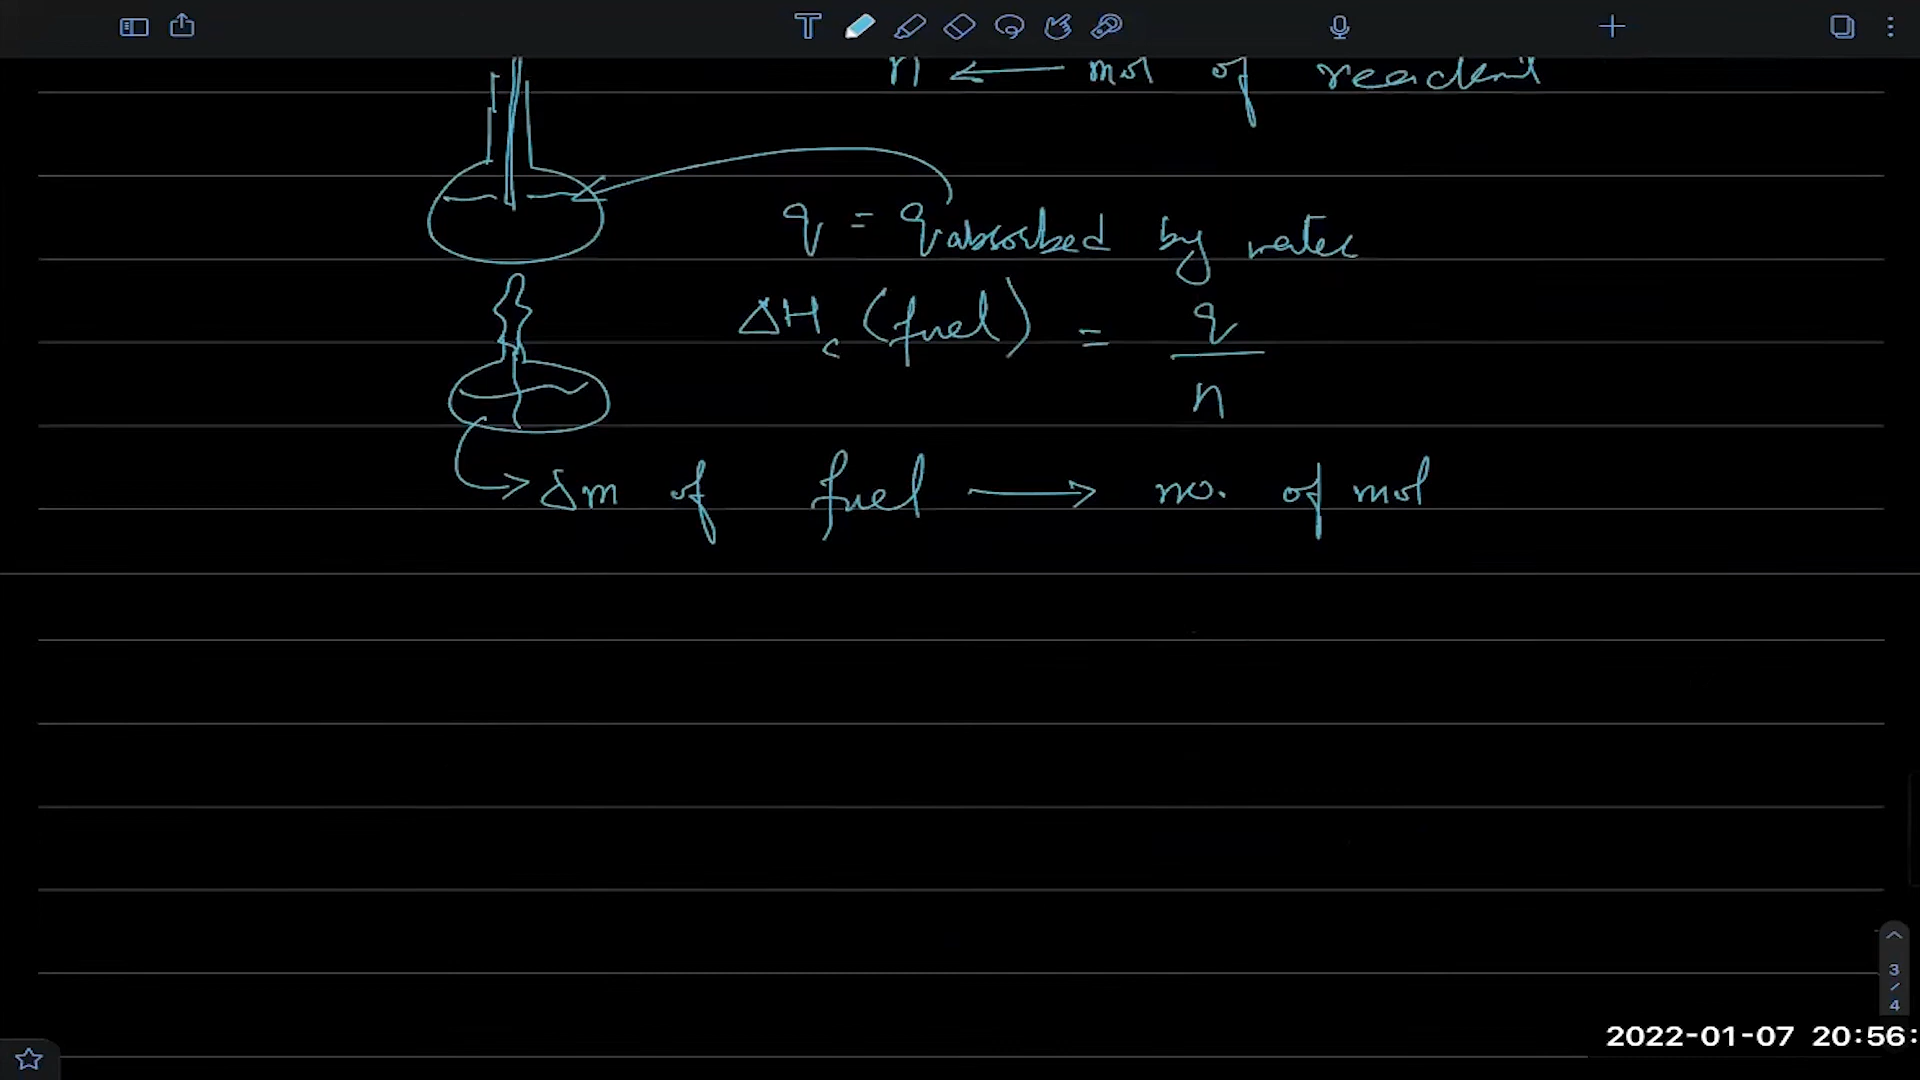 n ← mol of reactant
q = q absorbed by water
ΔHc (fuel) = q
n
Δm of fuel → no. of mol
3
/
4
2022-01-07 20:56: